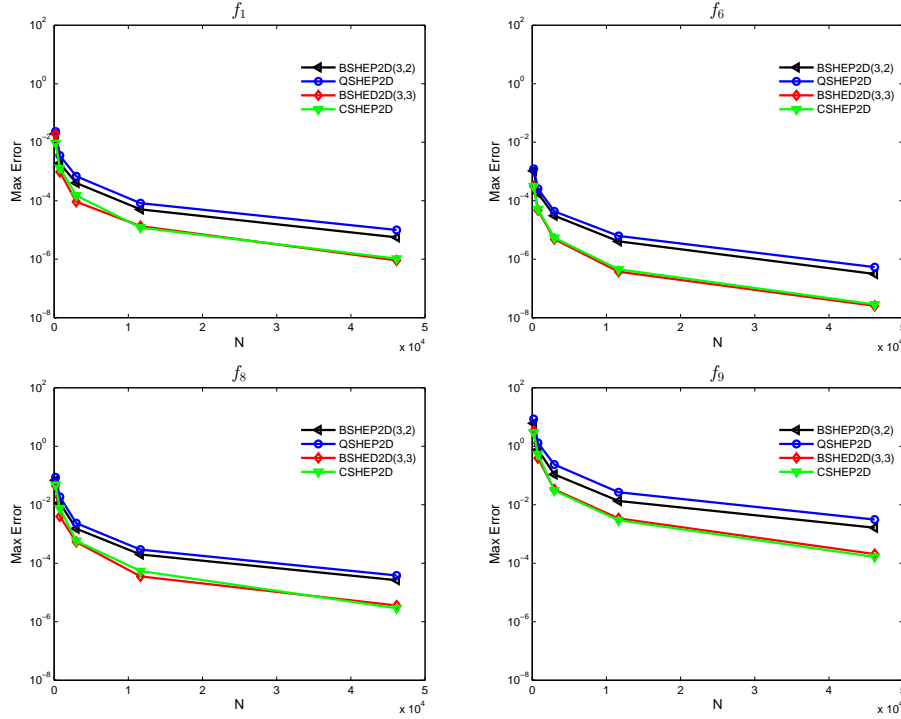 f1
10^2
10^0
10^-2
10^-4
10^-6
10^-8
Max Error
BSHEP2D(3,2)
QSHEP2D
BSHED2D(3,3)
CSHEP2D
0 1 2 3 4 5
x 10^4
N
f6
10^2
10^0
10^-2
10^-4
10^-6
10^-8
Max Error
BSHEP2D(3,2)
QSHEP2D
BSHED2D(3,3)
CSHEP2D
0 1 2 3 4 5
x 10^4
N
f8
10^2
10^0
10^-2
10^-4
10^-6
10^-8
Max Error
BSHEP2D(3,2)
QSHEP2D
BSHED2D(3,3)
CSHEP2D
0 1 2 3 4 5
x 10^4
N
f9
10^2
10^0
10^-2
10^-4
10^-6
10^-8
Max Error
BSHEP2D(3,2)
QSHEP2D
BSHED2D(3,3)
CSHEP2D
0 1 2 3 4 5
x 10^4
N